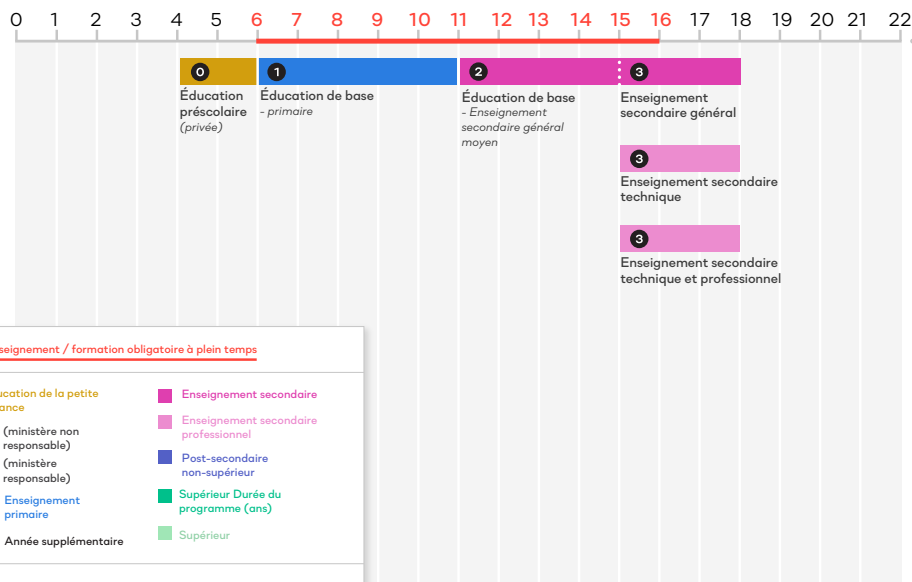 0 1 2 3 4 5 6 7 8 9 10 11 12 13 14 15 16 17 18 19 20 21 22
0 1 2 3
Éducation
préscolaire
(privée)
Éducation de base
- primaire
Éducation de base
- Enseignement
secondaire général
moyen
Enseignement
secondaire général
3
Enseignement secondaire
technique
3
Enseignement secondaire
technique et professionnel
seignement / formation obligatoire à plein temps
ucation de la petite
ance
(ministère non
responsable)
(ministère
responsable)
Enseignement
primaire
Année supplémentaire
Enseignement secondaire
Enseignement secondaire
professionnel
Post-secondaire
non-supérieur
Supérieur Durée du
programme (ans)
Supérieur